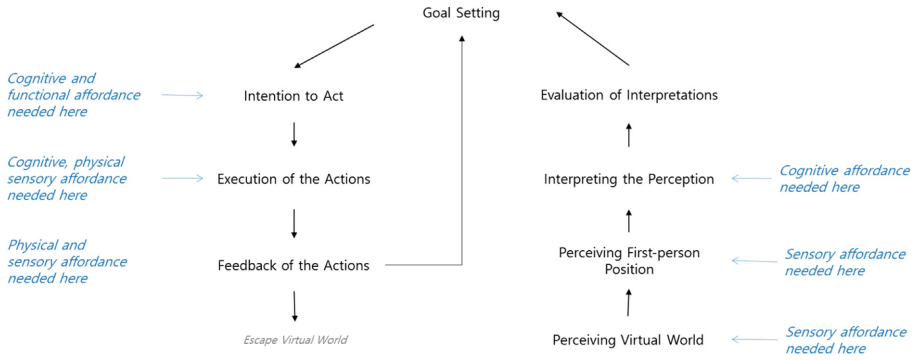 Goal Setting
Cognitive and
functional affordance
needed here
Intention to Act
Evaluation of Interpretations
Cognitive, physical
sensory affordance
needed here
Execution of the Actions
Interpreting the Perception
Cognitive affordance
needed here
Physical and
sensory affordance
needed here
Feedback of the Actions
Perceiving First-person
Position
Sensory affordance
needed here
Escape Virtual World
Perceiving Virtual World
Sensory affordance
needed here